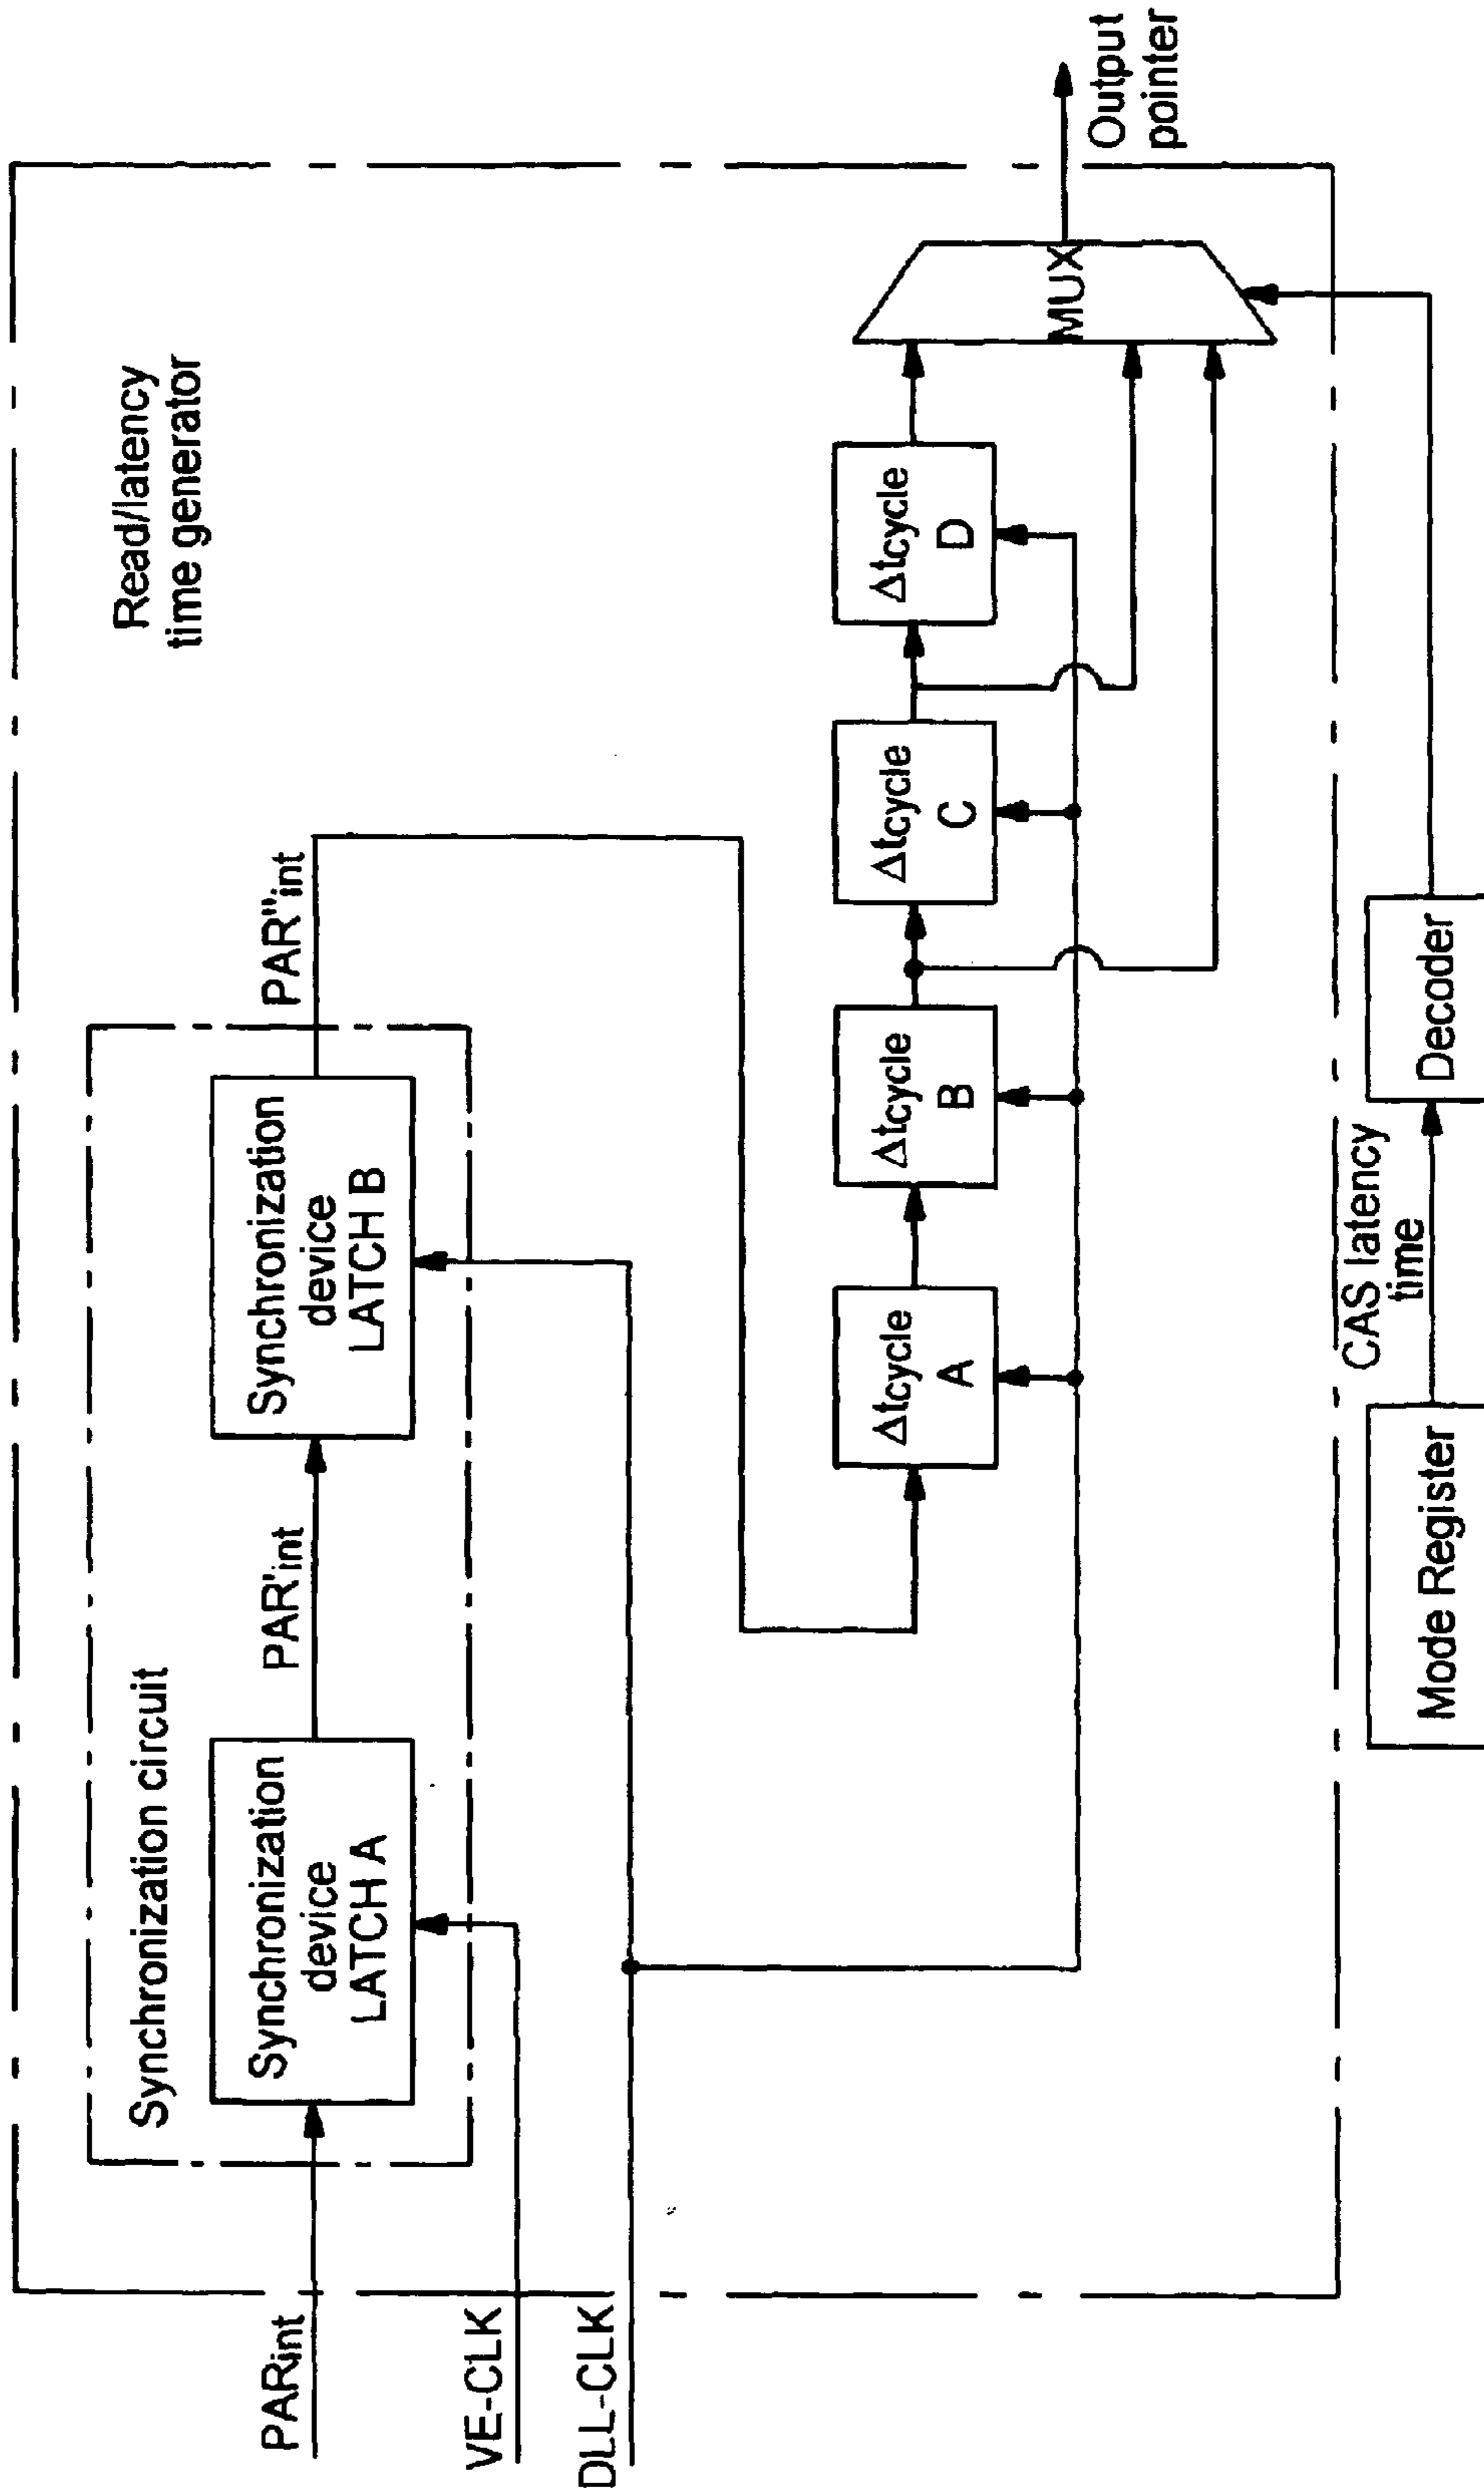 Read/latency
time generator
Synchronization circuit
PARint
Synchronization
device
LATCH A
PAR'int
Synchronization
device
LATCH B
PAR"int
VE-CLK
DLL-CLK
Δtcycle
A
Δtcycle
B
Δtcycle
C
Δtcycle
D
MUX
Output
pointer
Mode Register
CAS latency
time
Decoder